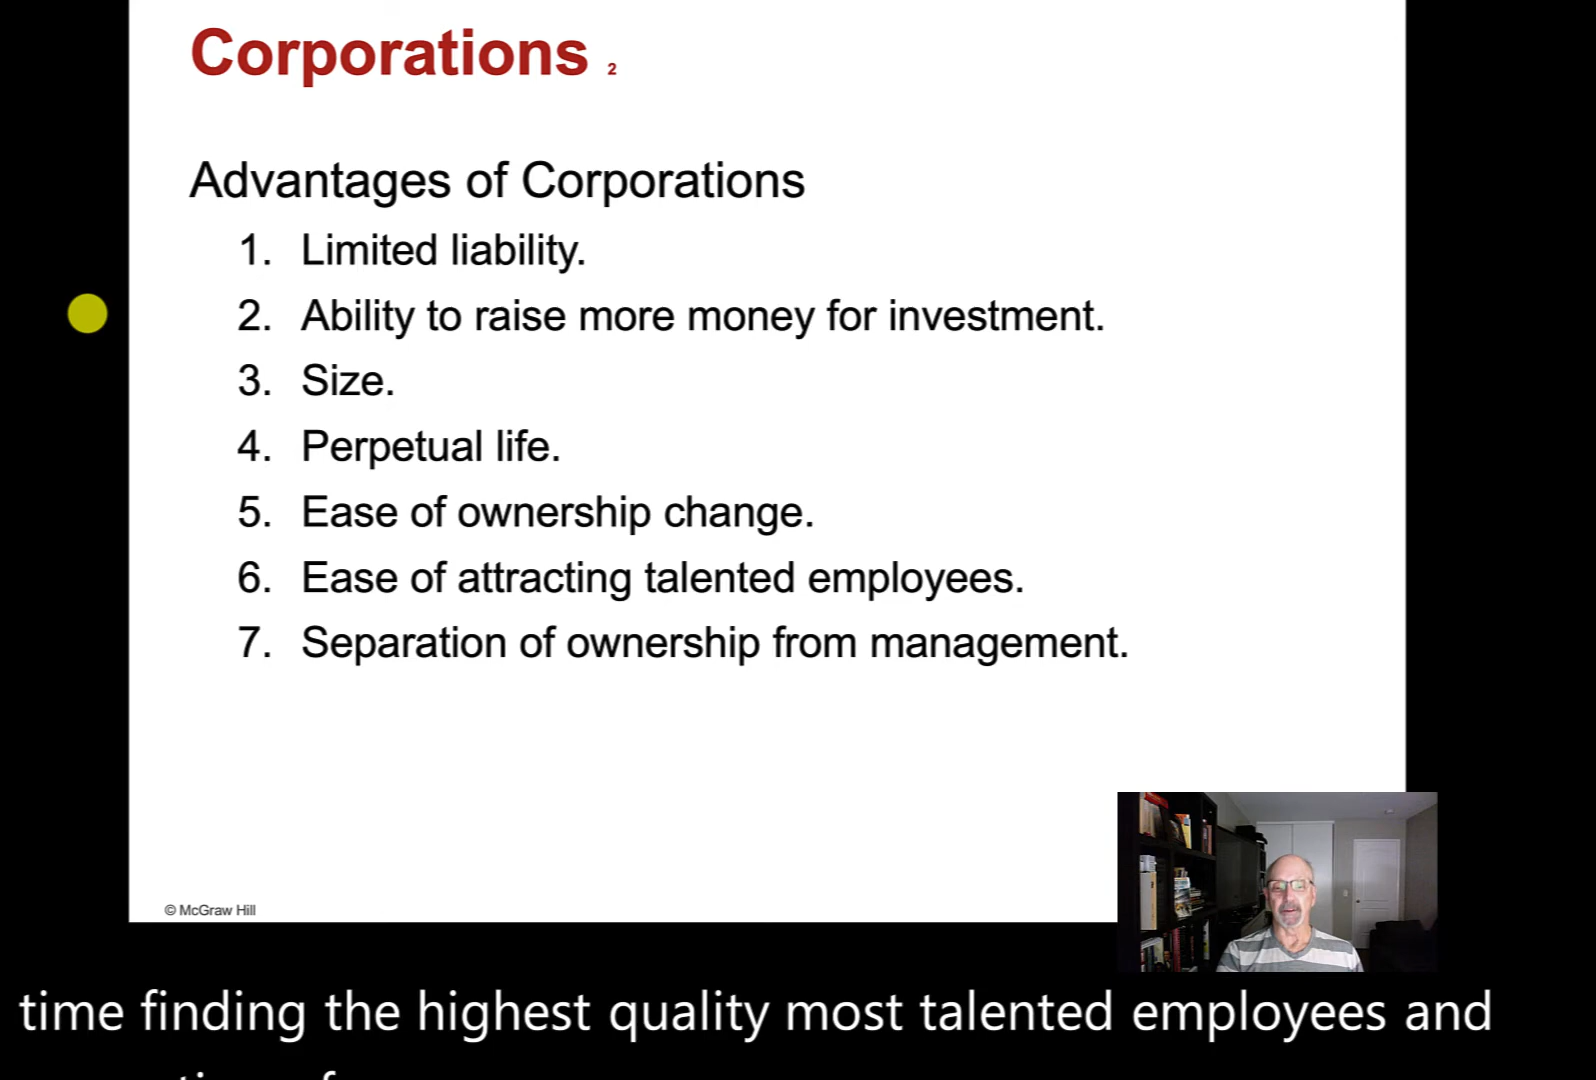 Corporations 2
Advantages of Corporations
1. Limited liability.
2. Ability to raise more money for investment.
3. Size.
4. Perpetual life.
5. Ease of ownership change.
6. Ease of attracting talented employees.
7. Separation of ownership from management.
© McGraw Hill
time finding the highest quality most talented employees and